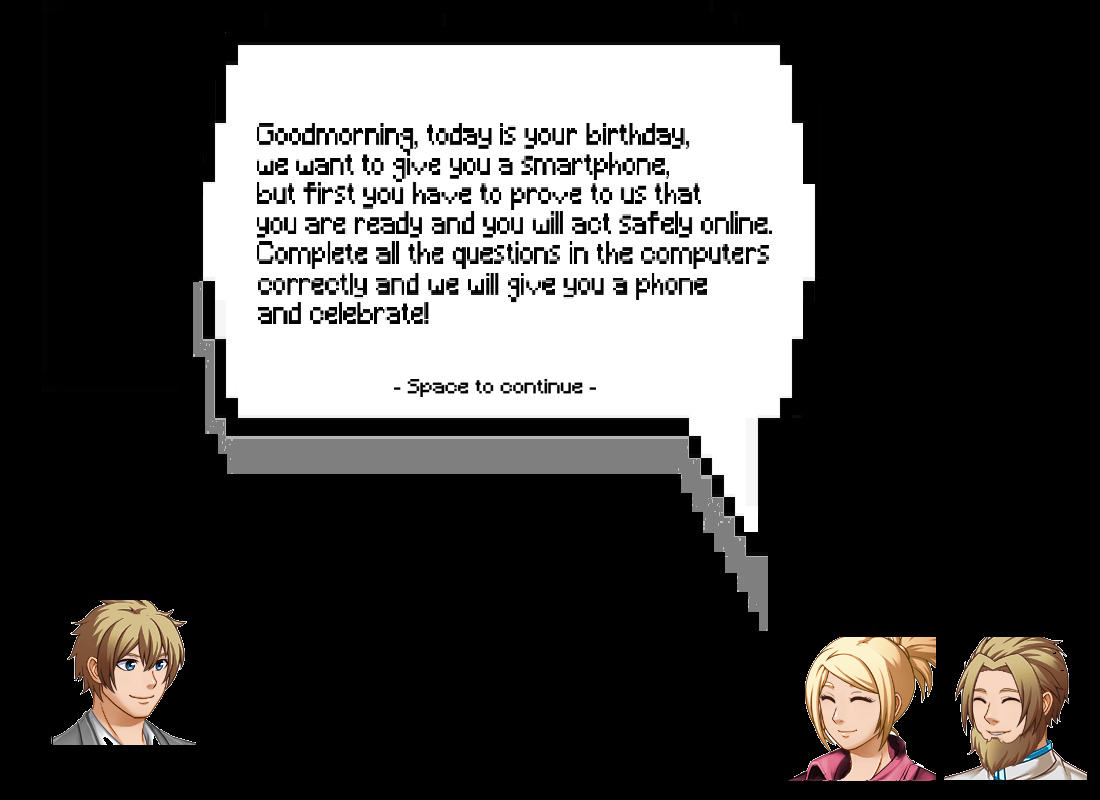 Goodmorning, today is your birthday,
we want to give you a smartphone,
but first you have to prove to us that
you are ready and you will act safely online.
Complete all the questions in the computers
correctly and we will give you a phone
and celebrate!
- Space to continue -